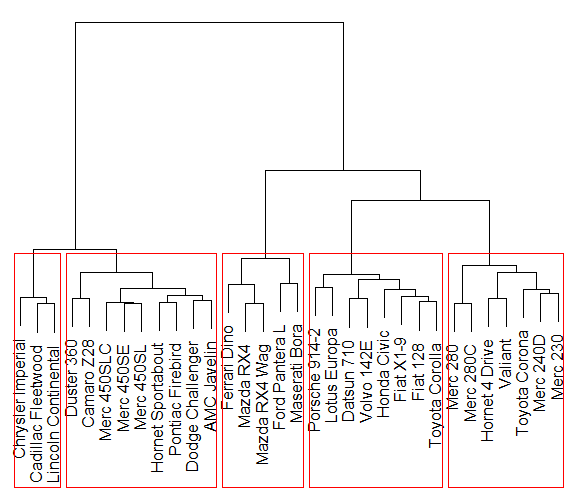 Chrysler Imperial
Cadillac Fleetwood
Lincoln Continental
Duster 360
Camaro Z28
Merc 450SLC
Merc 450SE
Merc 450SL
Hornet Sportabout
Pontiac Firebird
Dodge Challenger
AMC Javelin
Ferrari Dino
Mazda RX4
Mazda RX4 Wag
Ford Pantera L
Maserati Bora
Porsche 914-2
Lotus Europa
Datsun 710
Volvo 142E
Honda Civic
Fiat X1-9
Fiat 128
Toyota Corolla
Merc 280
Merc 280C
Hornet 4 Drive
Valiant
Toyota Corona
Merc 240D
Merc 230